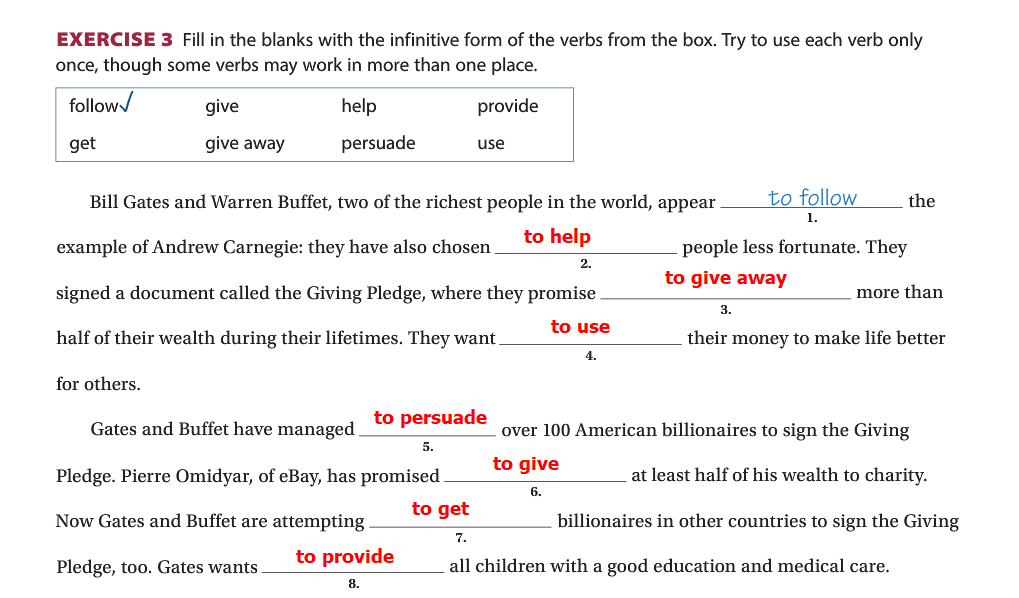 EXERCISE 3 Fill in the blanks with the infinitive form of the verbs from the box. Try to use each verb only
once, though some verbs may work in more than one place.
follow✓ give help provide
get give away persuade use
Bill Gates and Warren Buffet, two of the richest people in the world, appear to follow the
1.
example of Andrew Carnegie: they have also chosen to help people less fortunate. They
2.
signed a document called the Giving Pledge, where they promise to give away more than
3.
half of their wealth during their lifetimes. They want to use their money to make life better
4.
for others.
Gates and Buffet have managed to persuade over 100 American billionaires to sign the Giving
5.
Pledge. Pierre Omidyar, of eBay, has promised to give at least half of his wealth to charity.
6.
Now Gates and Buffet are attempting to get billionaires in other countries to sign the Giving
7.
Pledge, too. Gates wants to provide all children with a good education and medical care.
8.